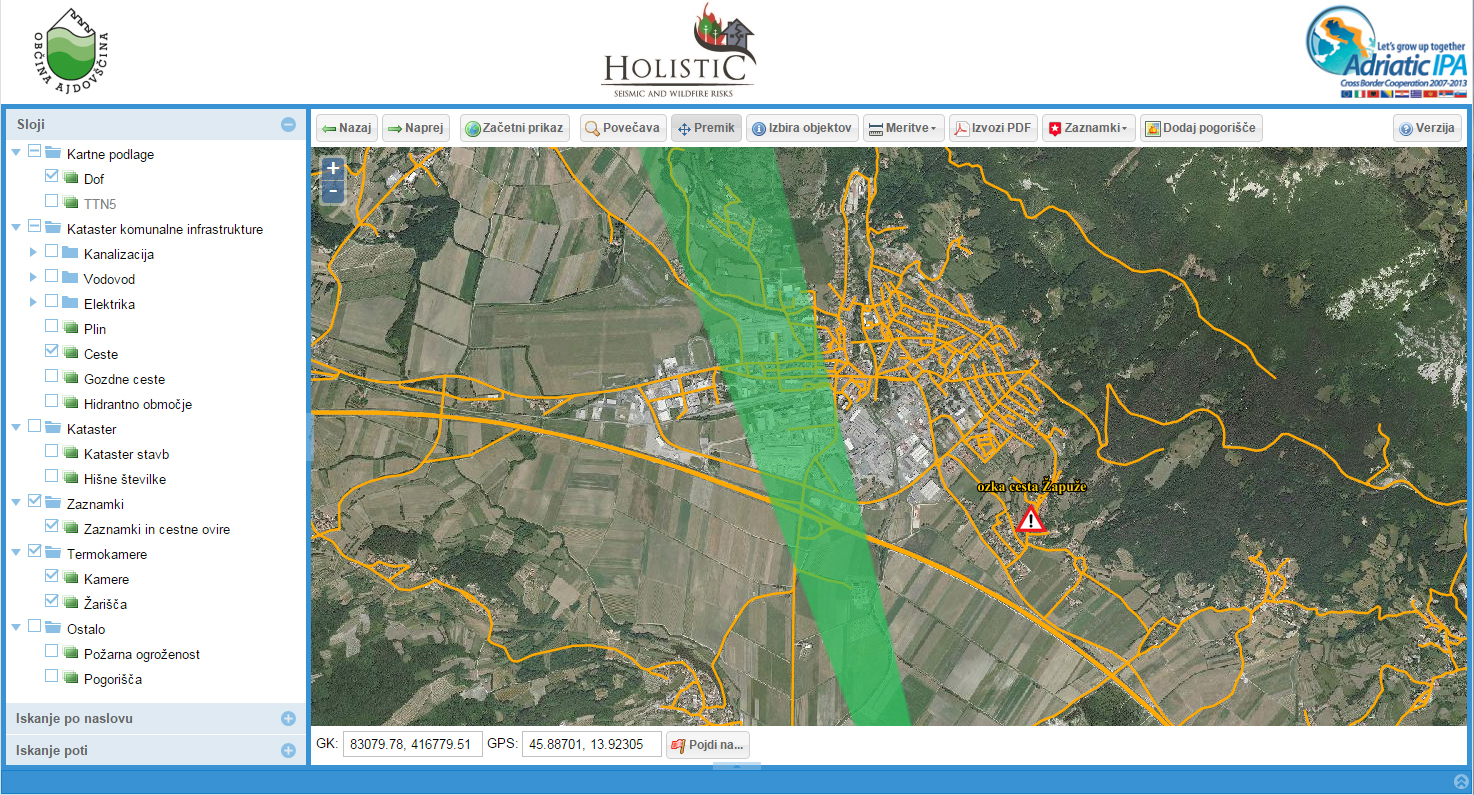 OBČINA AJDOVŠČINA
HOLISTIC
SEISMIC AND WILDFIRE RISKS
Let's grow up together
Adriatic IPA
Cross Border Cooperation 2007-2013
Sloji
Nazaj
Naprej
Začetni prikaz
Povečava
Premik
Izbira objektov
Meritve
Izvozi PDF
Zaznamki
Dodaj pogorišče
Verzija
Kartne podlage
Dof
TTN5
Kataster komunalne infrastrukture
Kanalizacija
Vodovod
Elektrika
Plin
Ceste
Gozdne ceste
Hidrantno območje
Kataster
Kataster stavb
Hišne številke
Zaznamki
Zaznamki in cestne ovire
Termokamere
Kamere
Žarišča
Ostalo
Požarna ogroženost
Pogorišča
Iskanje po naslovu
Iskanje poti
+
-
ozka cesta Žapuže
!
GK: 83079.78, 416779.51 GPS: 45.88701, 13.92305 Pojdi na...